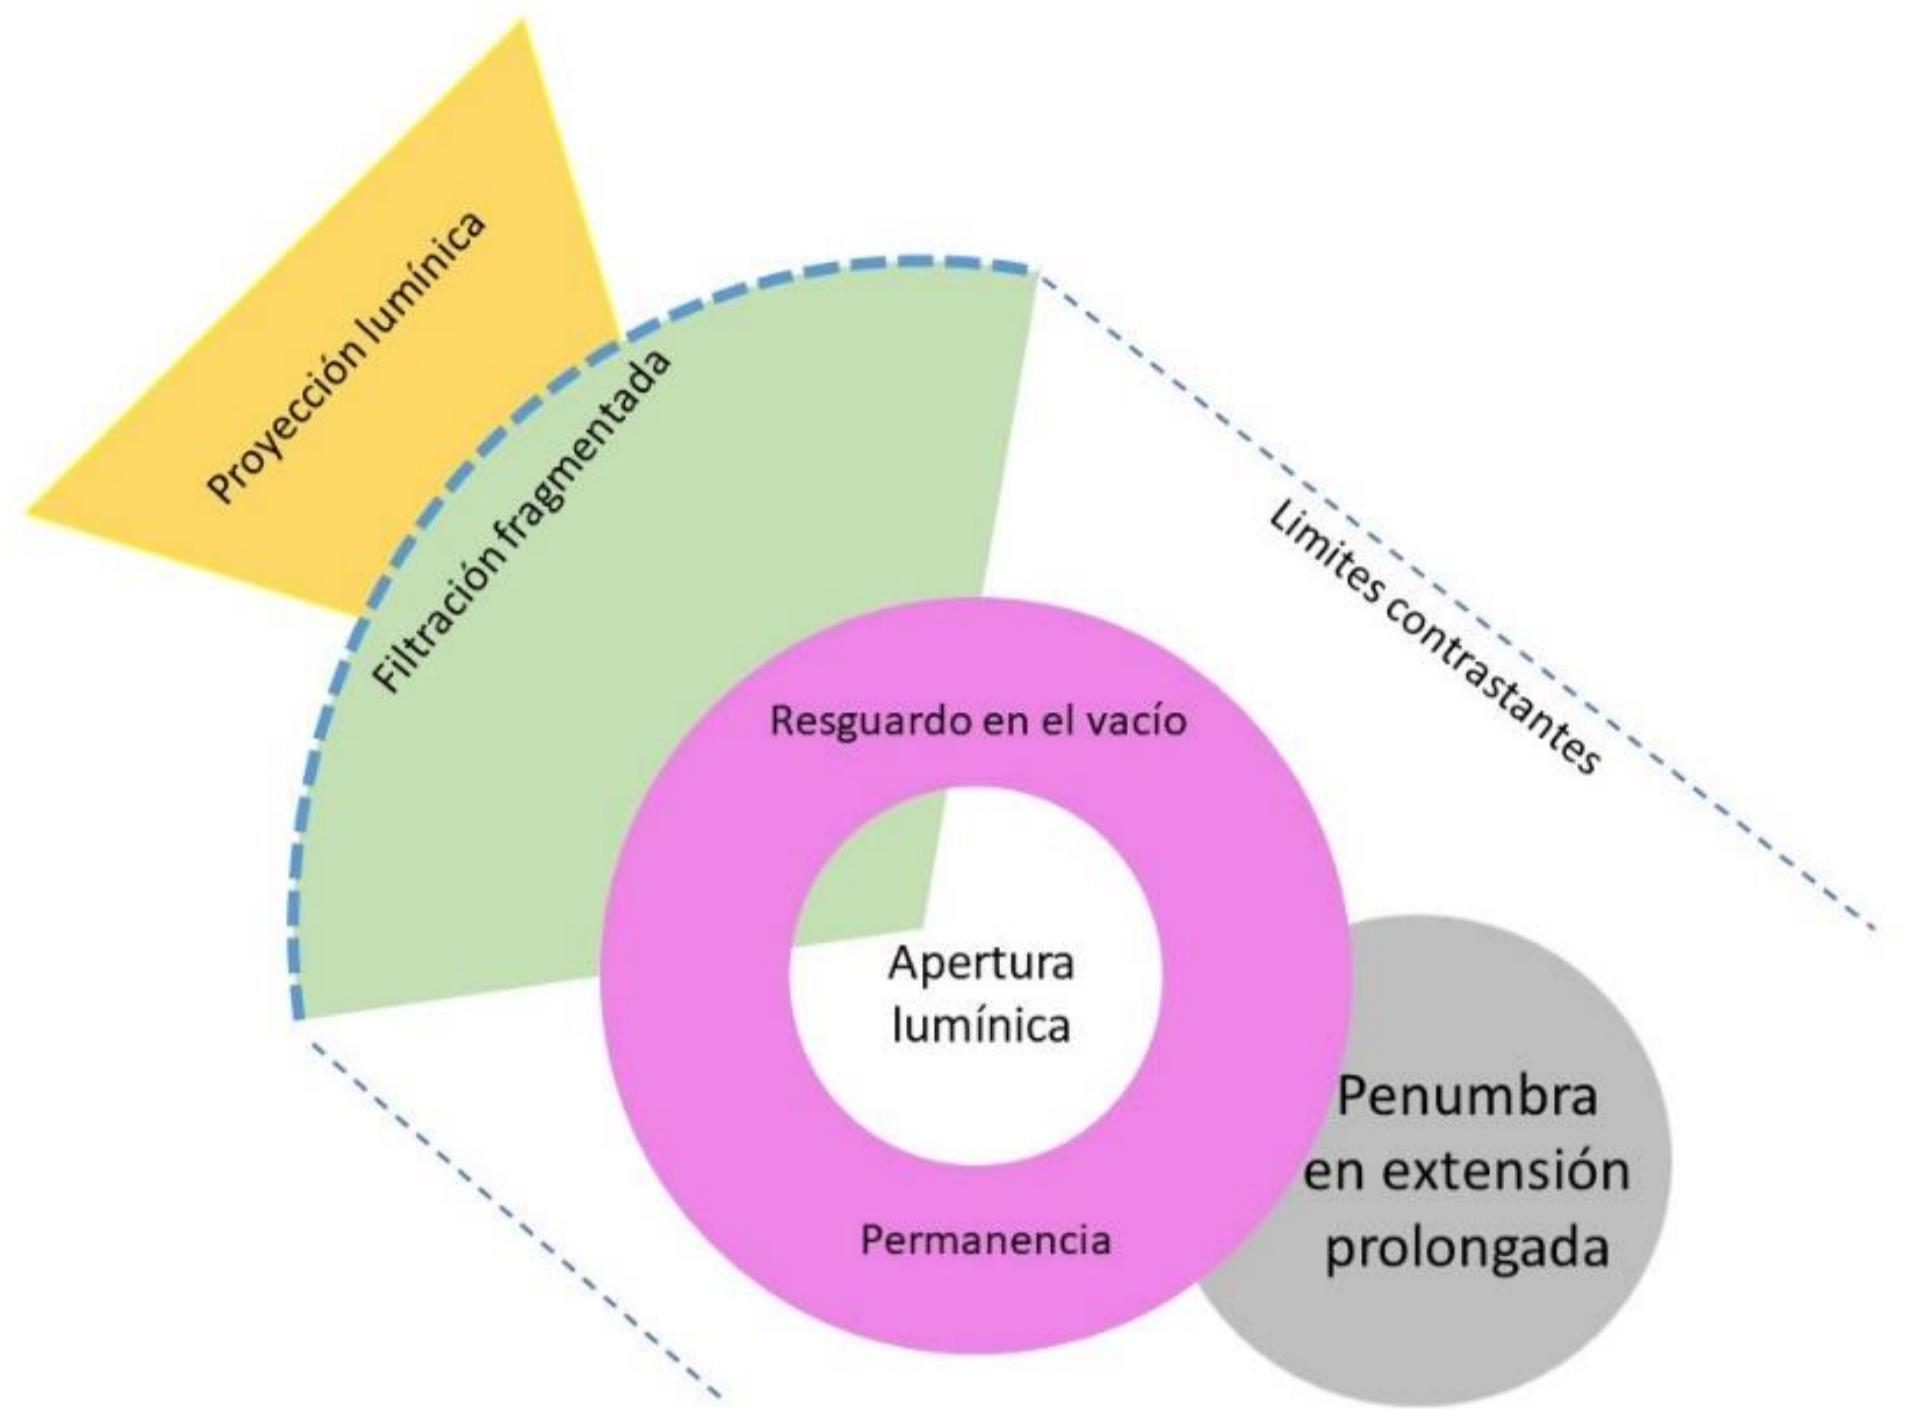 Proyección lumínica
Filtración fragmentada
Limites contrastantes
Resguardo en el vacío
Apertura
lumínica
Permanencia
Penumbra
en extensión
prolongada